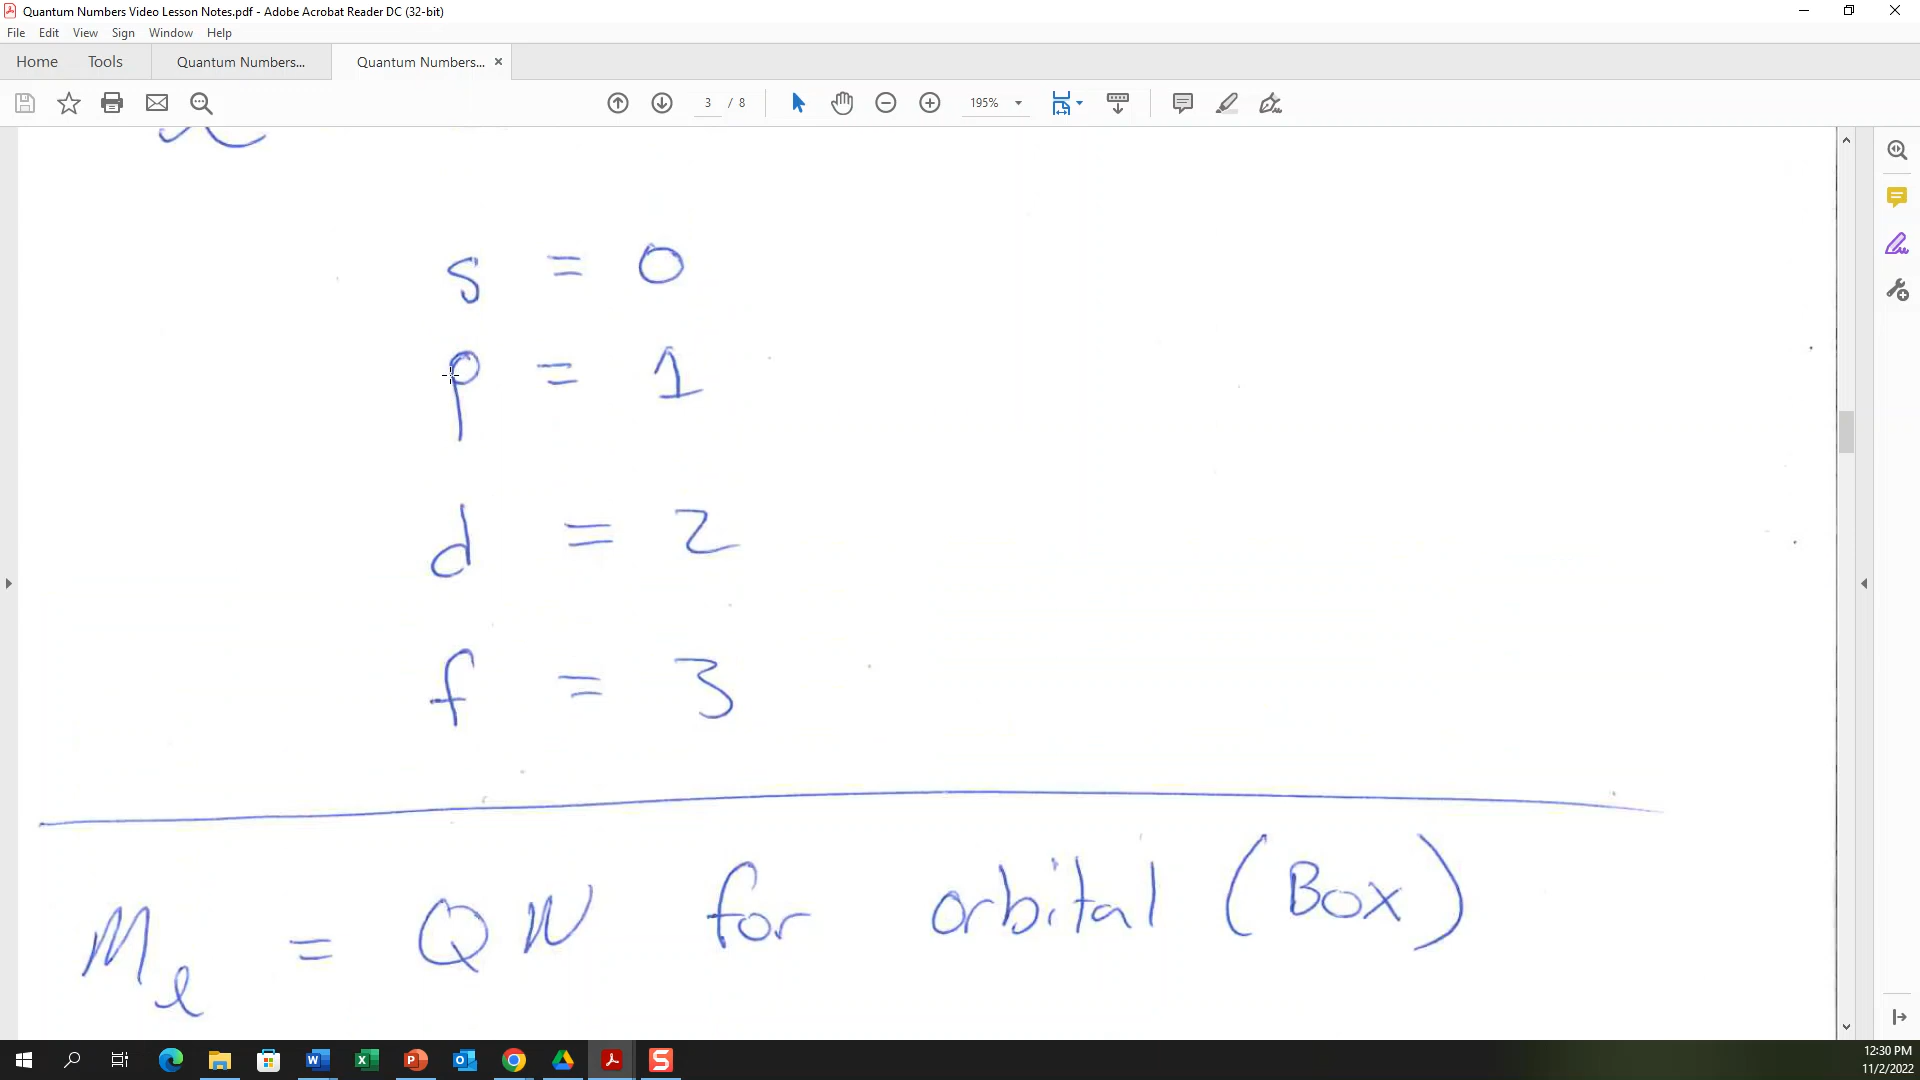 Quantum Numbers Video Lesson Notes.pdf - Adobe Acrobat Reader DC (32-bit)
File Edit View Sign Window Help
Home Tools Quantum Numbers... Quantum Numbers... ×
3 / 8 195%
s = 0
p = 1
d = 2
f = 3
Ml = QN for orbital (Box)
12:30 PM
11/2/2022